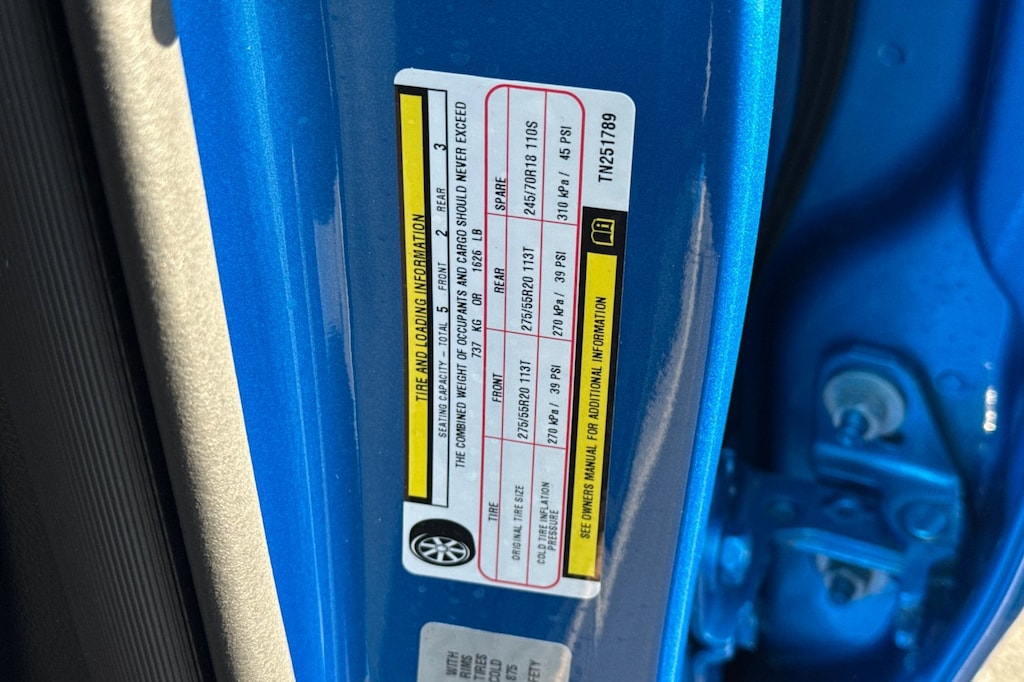 TIRE AND LOADING INFORMATION
SEATING CAPACITY – TOTAL 5 FRONT 2 REAR 3
THE COMBINED WEIGHT OF OCCUPANTS AND CARGO SHOULD NEVER EXCEED
737 KG OR 1626 LB
TIRE FRONT REAR SPARE
ORIGINAL TIRE SIZE 275/55R20 113T 275/55R20 113T 245/70R18 110S
COLD TIRE INFLATION PRESSURE 270 kPa / 39 PSI 270 kPa / 39 PSI 310 kPa / 45 PSI
SEE OWNERS MANUAL FOR ADDITIONAL INFORMATION
TN251789
WITH
RIMS
TIRES
COLD
875
FETY